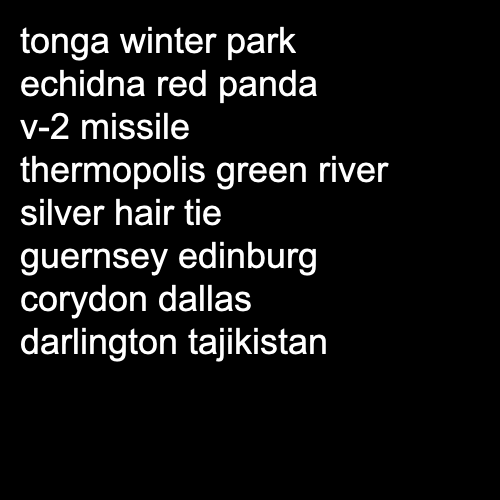 tonga winter park
echidna red panda
v-2 missile
thermopolis green river
silver hair tie
guernsey edinburg
corydon dallas
darlington tajikistan